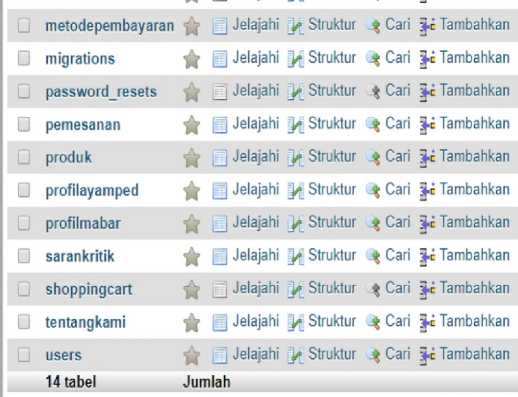 metodepembayaran Jelajahi Struktur Cari Tambahkan
migrations Jelajahi Struktur Cari Tambahkan
password_resets Jelajahi Struktur Cari Tambahkan
pemesanan Jelajahi Struktur Cari Tambahkan
produk Jelajahi Struktur Cari Tambahkan
profilayamped Jelajahi Struktur Cari Tambahkan
profilmabar Jelajahi Struktur Cari Tambahkan
sarankritik Jelajahi Struktur Cari Tambahkan
shoppingcart Jelajahi Struktur Cari Tambahkan
tentangkami Jelajahi Struktur Cari Tambahkan
users Jelajahi Struktur Cari Tambahkan
14 tabel Jumlah